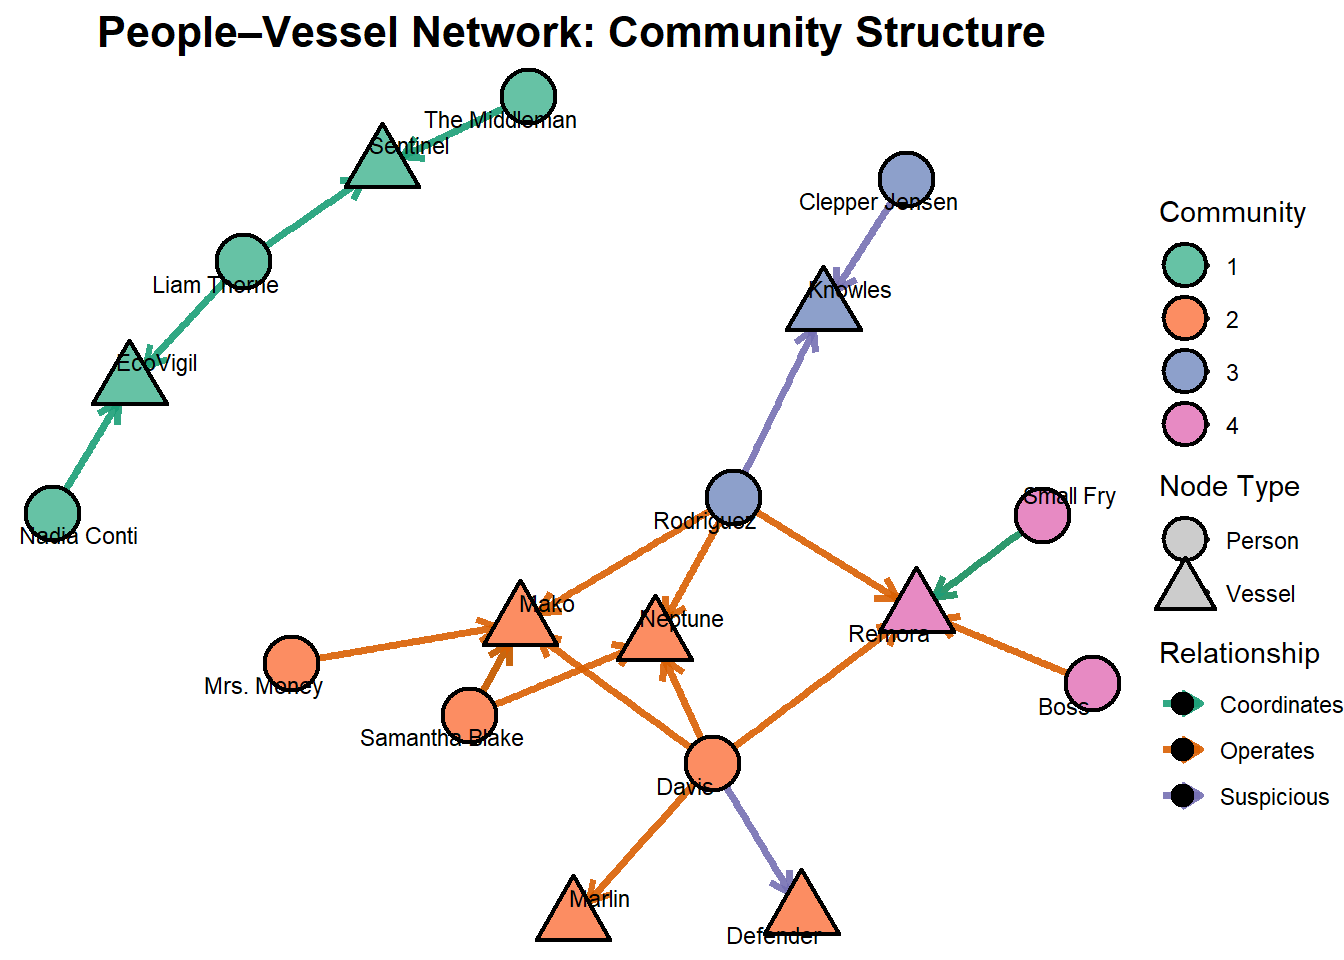 People–Vessel Network: Community Structure
The Middleman
Sentinel
Clepper Jensen
Liam Thorne
Knowles
EcoVigil
Nadia Conti
Rodriguez
Small Fry
Mako
Neptune
Remora
Mrs. Money
Boss
Samantha Blake
Davis
Marlin
Defender
Community
1
2
3
4
Node Type
Person
Vessel
Relationship
Coordinates
Operates
Suspicious